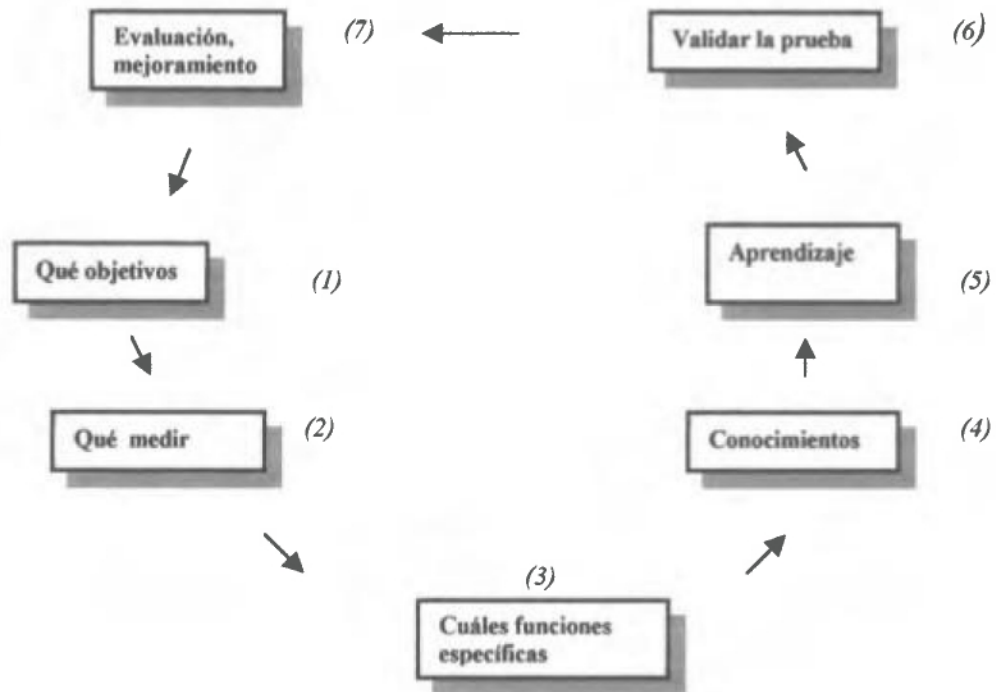 Evaluación,
mejoramiento
(7)
Validar la prueba
(6)
Qué objetivos
(1)
Aprendizaje
(5)
Qué medir
(2)
Conocimientos
(4)
(3)
Cuáles funciones
específicas